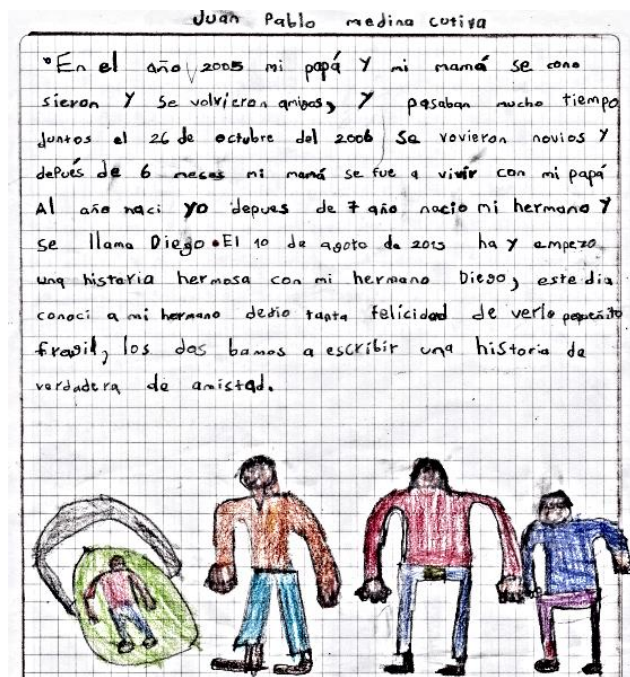 Juan Pablo medina cutiva
"En el año 2005 mi papá Y mi mamá se cono
sieron Y se volvieron amigos, Y pasaban mucho tiempo
Juntos el 26 de octubre del 2006 se vovieron novios Y
depués de 6 meses mi mamá se fue a vivir con mi papá
Al año naci yo depues de 7 año nacio mi hermano Y
se llama Diego. El 10 de agoto de 2015 ha Y empezo
una historia hermosa con mi hermano Diego, este dia
conoci a mi hermano dedio tanta felicidad de verlo pequeñito
fragil, los dos bamos a escribir una historia de
verdadera de amistad.